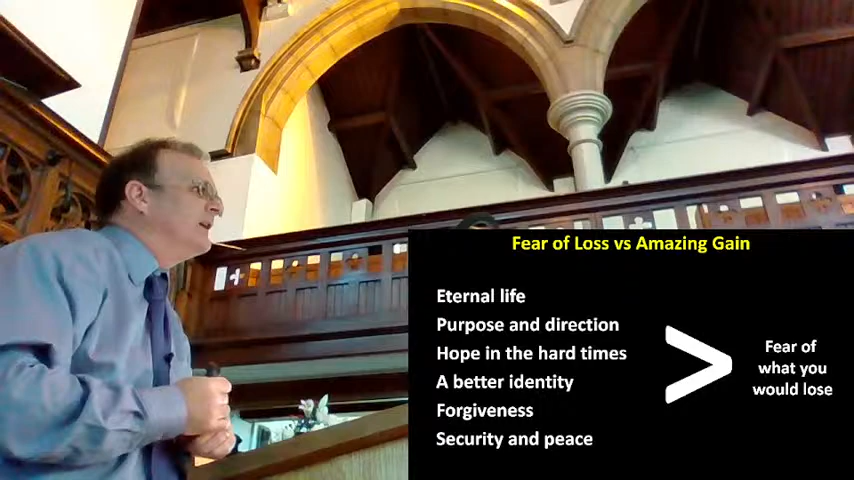 Fear of Loss vs Amazing Gain
Eternal life
Purpose and direction
Hope in the hard times
A better identity
Forgiveness
Security and peace
>
Fear of
what you
would lose